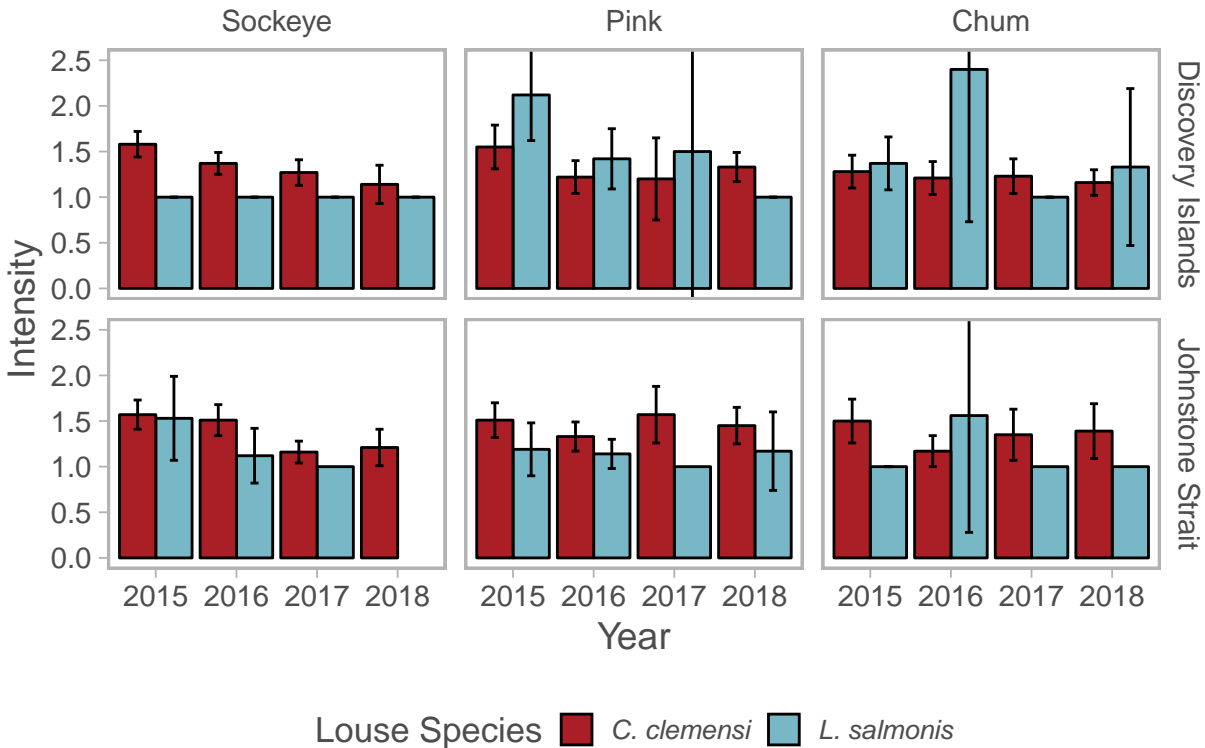 Sockeye Pink Chum
2.5
2.0
1.5
1.0
0.5
0.0
Discovery Islands
Intensity
2.5
2.0
1.5
1.0
0.5
0.0
Johnstone Strait
2015 2016 2017 2018 2015 2016 2017 2018 2015 2016 2017 2018
Year
Louse Species C. clemensi L. salmonis